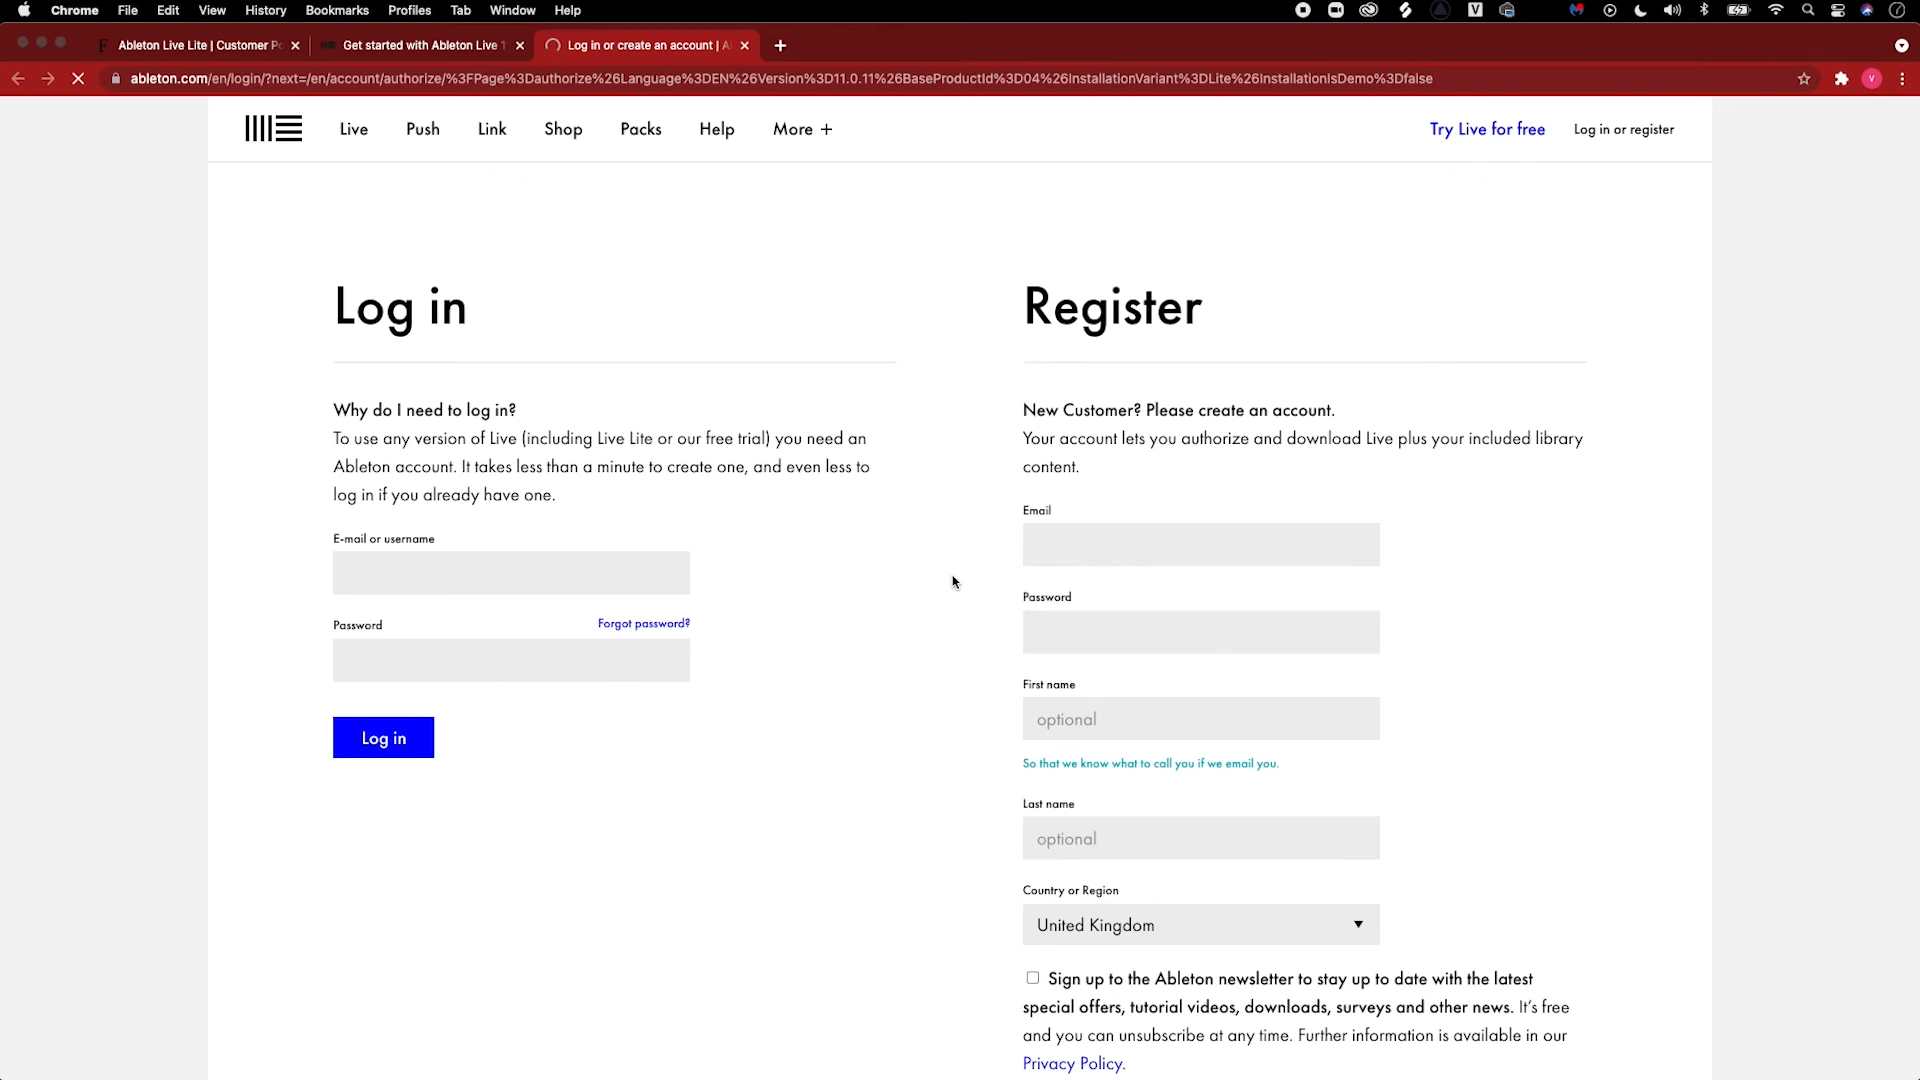 Chrome File Edit View History Bookmarks Profiles Tab Window Help
Ableton Live Lite | Customer Po
Get started with Ableton Live 1
Log in or create an account | A
ableton.com/en/login/?next=/en/account/authorize/%3FPage%3Dauthorize%26Language%3DEN%26Version%3D11.0.11%26BaseProductId%3D04%26InstallationVariant%3DLite%26InstallationIsDemo%3Dfalse
V
Live Push Link Shop Packs Help More +
Try Live for free Log in or register
Log in
Why do I need to log in?
To use any version of Live (including Live Lite or our free trial) you need an
Ableton account. It takes less than a minute to create one, and even less to
log in if you already have one.
E-mail or username
Password Forgot password?
Log in
Register
New Customer? Please create an account.
Your account lets you authorize and download Live plus your included library
content.
Email
Password
First name
optional
So that we know what to call you if we email you.
Last name
optional
Country or Region
United Kingdom
Sign up to the Ableton newsletter to stay up to date with the latest
special offers, tutorial videos, downloads, surveys and other news. It's free
and you can unsubscribe at any time. Further information is available in our
Privacy Policy.